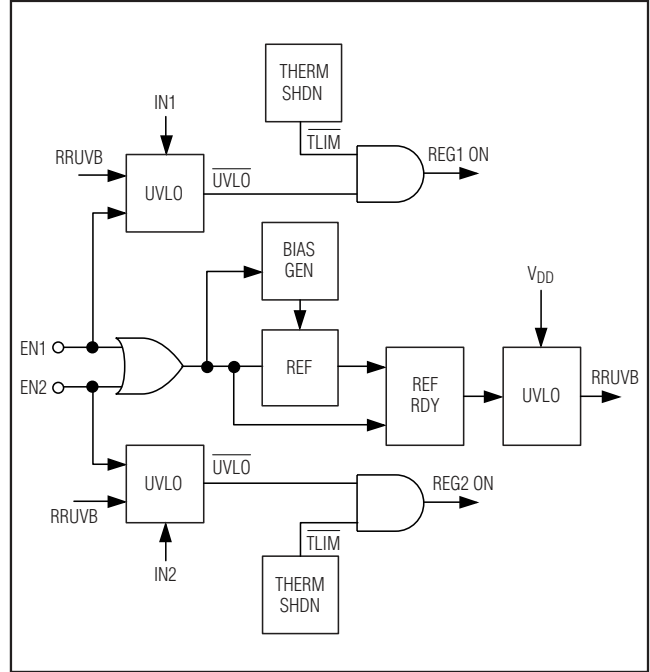 THERM
SHDN
IN1
TLIM
RRUVB
UVLO
UVLO
REG1 ON
BIAS
GEN
VDD
EN1
EN2
REF
REF
RDY
UVLO
RRUVB
UVLO
UVLO
REG2 ON
RRUVB
TLIM
IN2
THERM
SHDN